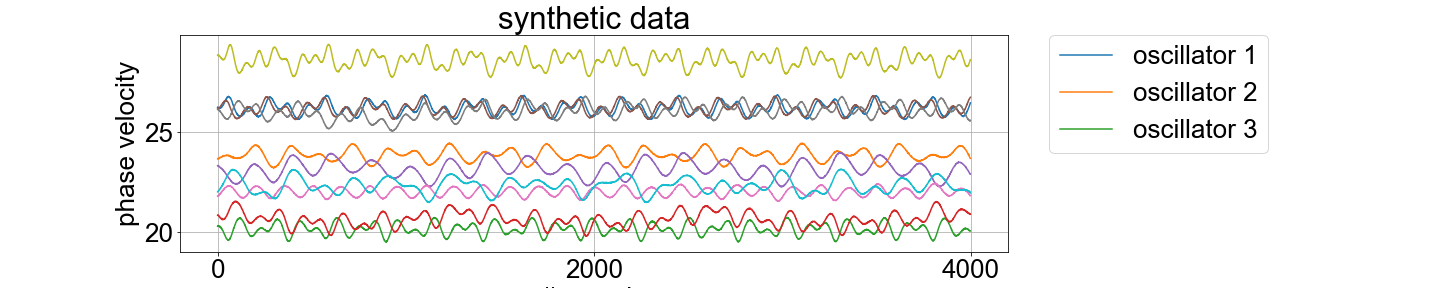 synthetic data
phase velocity
25
20
0
2000
4000
oscillator 1
oscillator 2
oscillator 3